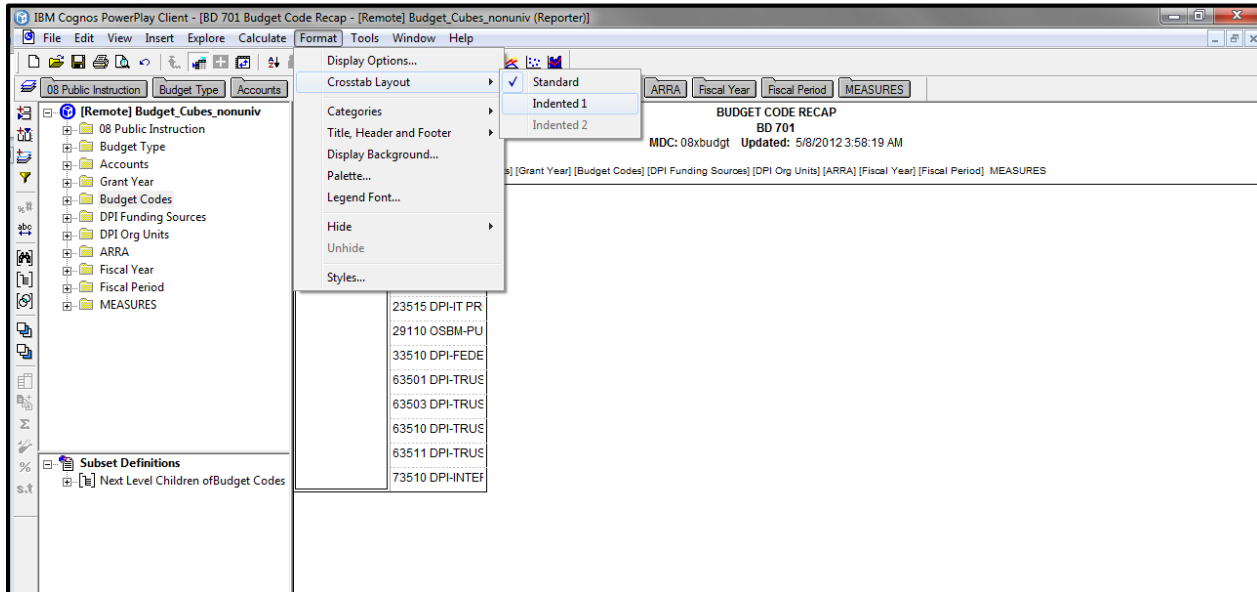 IBM Cognos PowerPlay Client - [BD 701 Budget Code Recap - [Remote] Budget_Cubes_nonuniv (Reporter)]
File Edit View Insert Explore Calculate Format Tools Window Help
08 Public Instruction Budget Type Accounts ARRA Fiscal Year Fiscal Period MEASURES
Display Options...
Crosstab Layout
Categories
Title, Header and Footer
Display Background...
Palette...
Legend Font...
Hide
Unhide
Styles...
Standard
Indented 1
Indented 2
[Remote] Budget_Cubes_nonuniv
08 Public Instruction
Budget Type
Accounts
Grant Year
Budget Codes
DPI Funding Sources
DPI Org Units
ARRA
Fiscal Year
Fiscal Period
MEASURES
Subset Definitions
Next Level Children ofBudget Codes
BUDGET CODE RECAP
BD 701
MDC: 08xbudgt Updated: 5/8/2012 3:58:19 AM
s] [Grant Year] [Budget Codes] [DPI Funding Sources] [DPI Org Units] [ARRA] [Fiscal Year] [Fiscal Period] MEASURES
23515 DPI-IT PR
29110 OSBM-PU
33510 DPI-FEDE
63501 DPI-TRUS
63503 DPI-TRUS
63510 DPI-TRUS
63511 DPI-TRUS
73510 DPI-INTEF